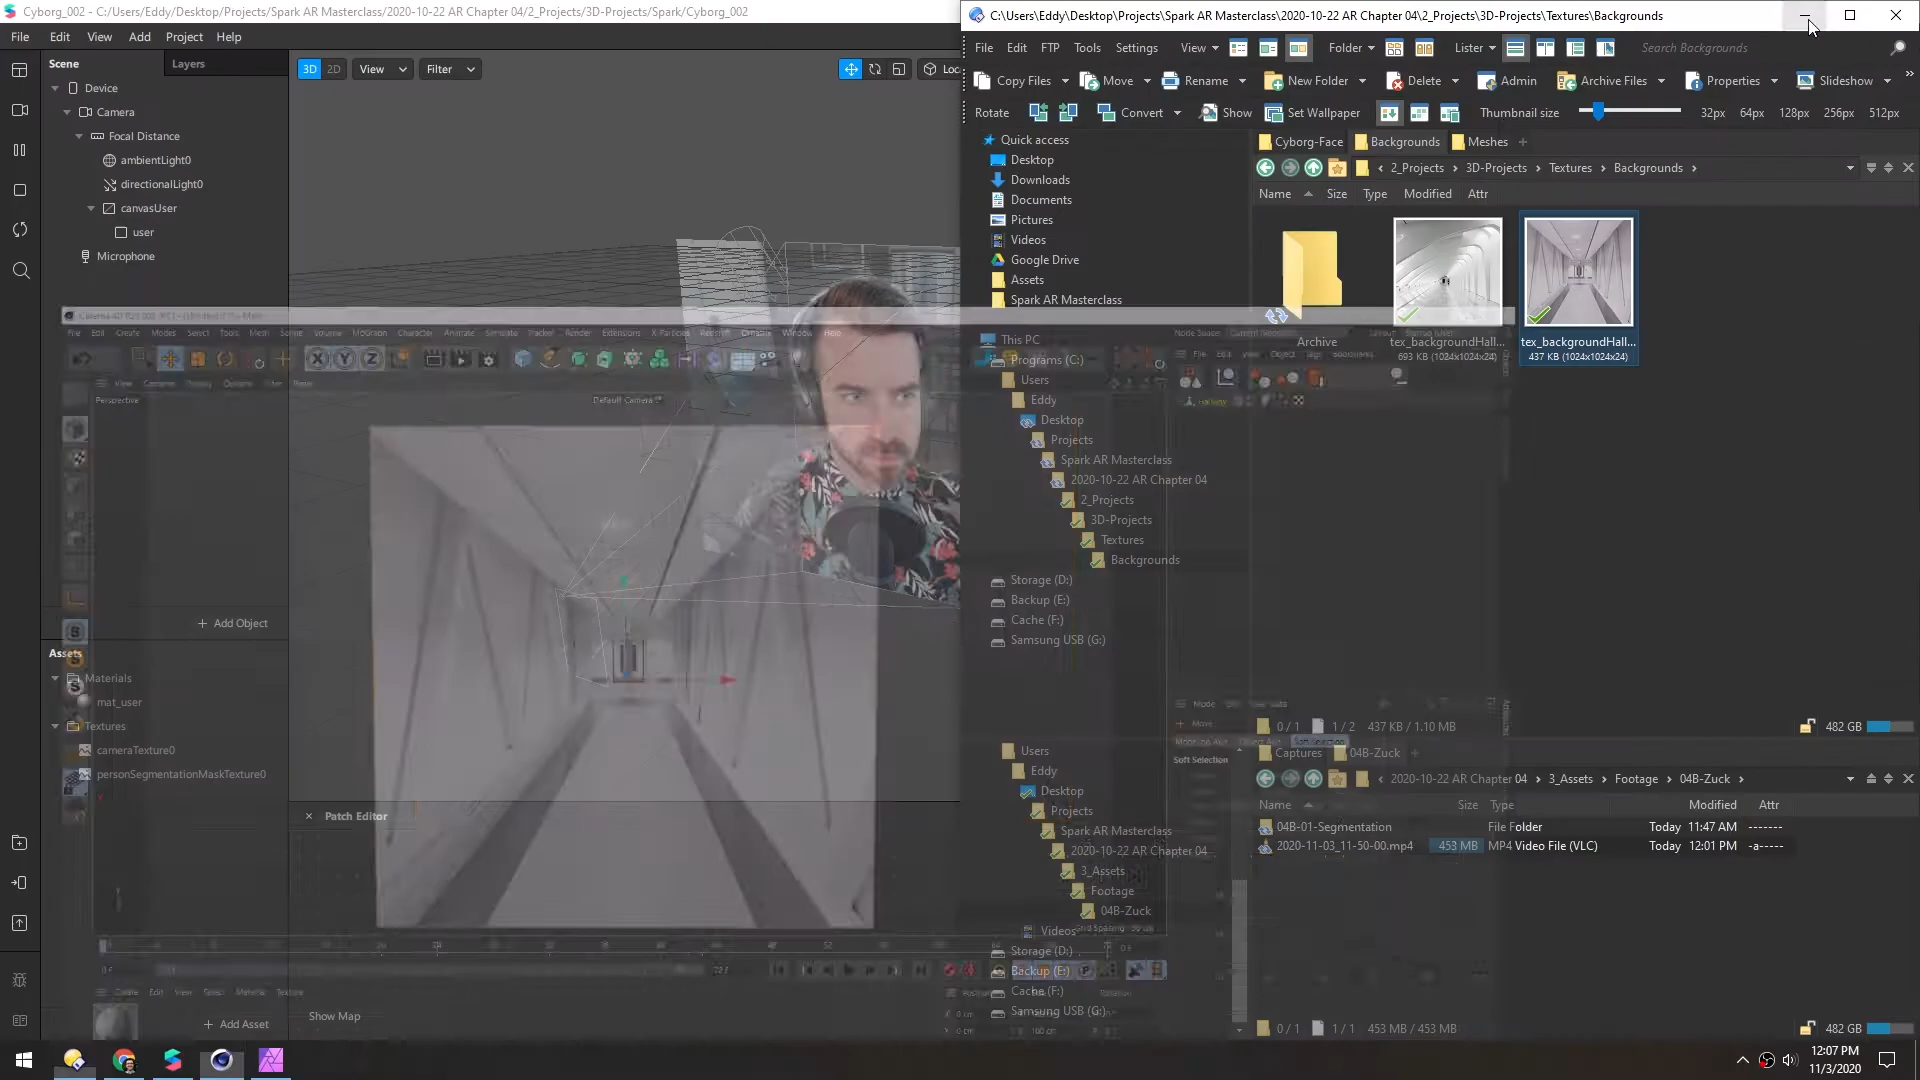 Cyborg_002 - C:/Users/Eddy/Desktop/Projects/Spark AR Masterclass/2020-10-22 AR Chapter 04/2_Projects/3D-Projects/Spark/Cyborg_002
File Edit View Add Project Help
Scene
Layers
Device
Camera
Focal Distance
ambientLight0
directionalLight0
canvasUser
user
Microphone
Add Object
Assets
Materials
mat_user
Textures
cameraTexture0
personSegmentationMaskTexture0
Add Asset
3D 2D
View
Filter
Patch Editor
Show Map
Perspective
Default Camera
C:\Users\Eddy\Desktop\Projects\Spark AR Masterclass\2020-10-22 AR Chapter 04\2_Projects\3D-Projects\Textures\Backgrounds
File Edit FTP Tools Settings View Folder Lister Search Backgrounds
Copy Files Move Rename New Folder Delete Admin Archive Files Properties Slideshow
Rotate Convert Show Set Wallpaper Thumbnail size 32px 64px 128px 256px 512px
Quick access
Desktop
Downloads
Documents
Pictures
Videos
Google Drive
Assets
Spark AR Masterclass
This PC
Programs (C:)
Users
Eddy
Desktop
Projects
Spark AR Masterclass
2020-10-22 AR Chapter 04
2_Projects
3D-Projects
Textures
Backgrounds
Storage (D:)
Backup (E:)
Cache (F:)
Samsung USB (G:)
Cyborg-Face Backgrounds Meshes
2_Projects 3D-Projects Textures Backgrounds
Name Size Type Modified Attr
Archive
tex_backgroundHall...
693 KB (1024x1024x24)
tex_backgroundHall...
437 KB (1024x1024x24)
0 / 1 1 / 2 437 KB / 1.10 MB
482 GB
Soft Selection
Users
Eddy
Desktop
Projects
Spark AR Masterclass
2020-10-22 AR Chapter 04
3_Assets
Footage
04B-Zuck
Videos
Storage (D:)
Backup (E:)
Cache (F:)
Samsung USB (G:)
Captures 04B-Zuck
2020-10-22 AR Chapter 04 3_Assets Footage 04B-Zuck
Name Size Type Modified Attr
04B-01-Segmentation File Folder Today 11:47 AM -------
2020-11-03_11-50-00.mp4 453 MB MP4 Video File (VLC) Today 12:01 PM -a-----
0 / 1 1 / 1 453 MB / 453 MB
482 GB
12:07 PM
11/3/2020